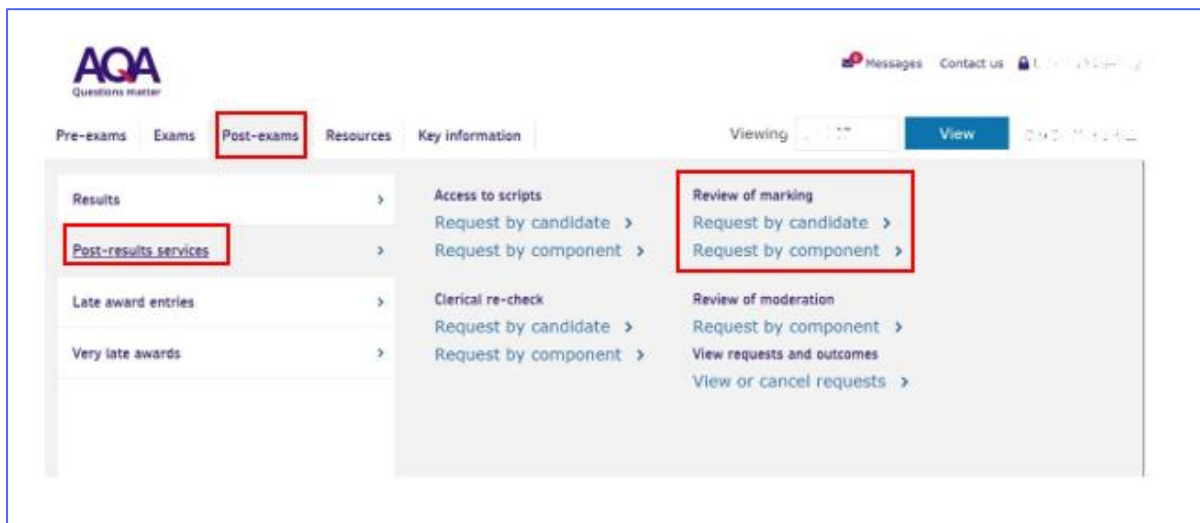 AQA
Questions matter
Messages Contact us
Pre-exams Exams Post-exams Resources Key information Viewing View
Results
Post-results services
Late award entries
Very late awards
Access to scripts
Request by candidate
Request by component
Clerical re-check
Request by candidate
Request by component
Review of marking
Request by candidate
Request by component
Review of moderation
Request by component
View requests and outcomes
View or cancel requests